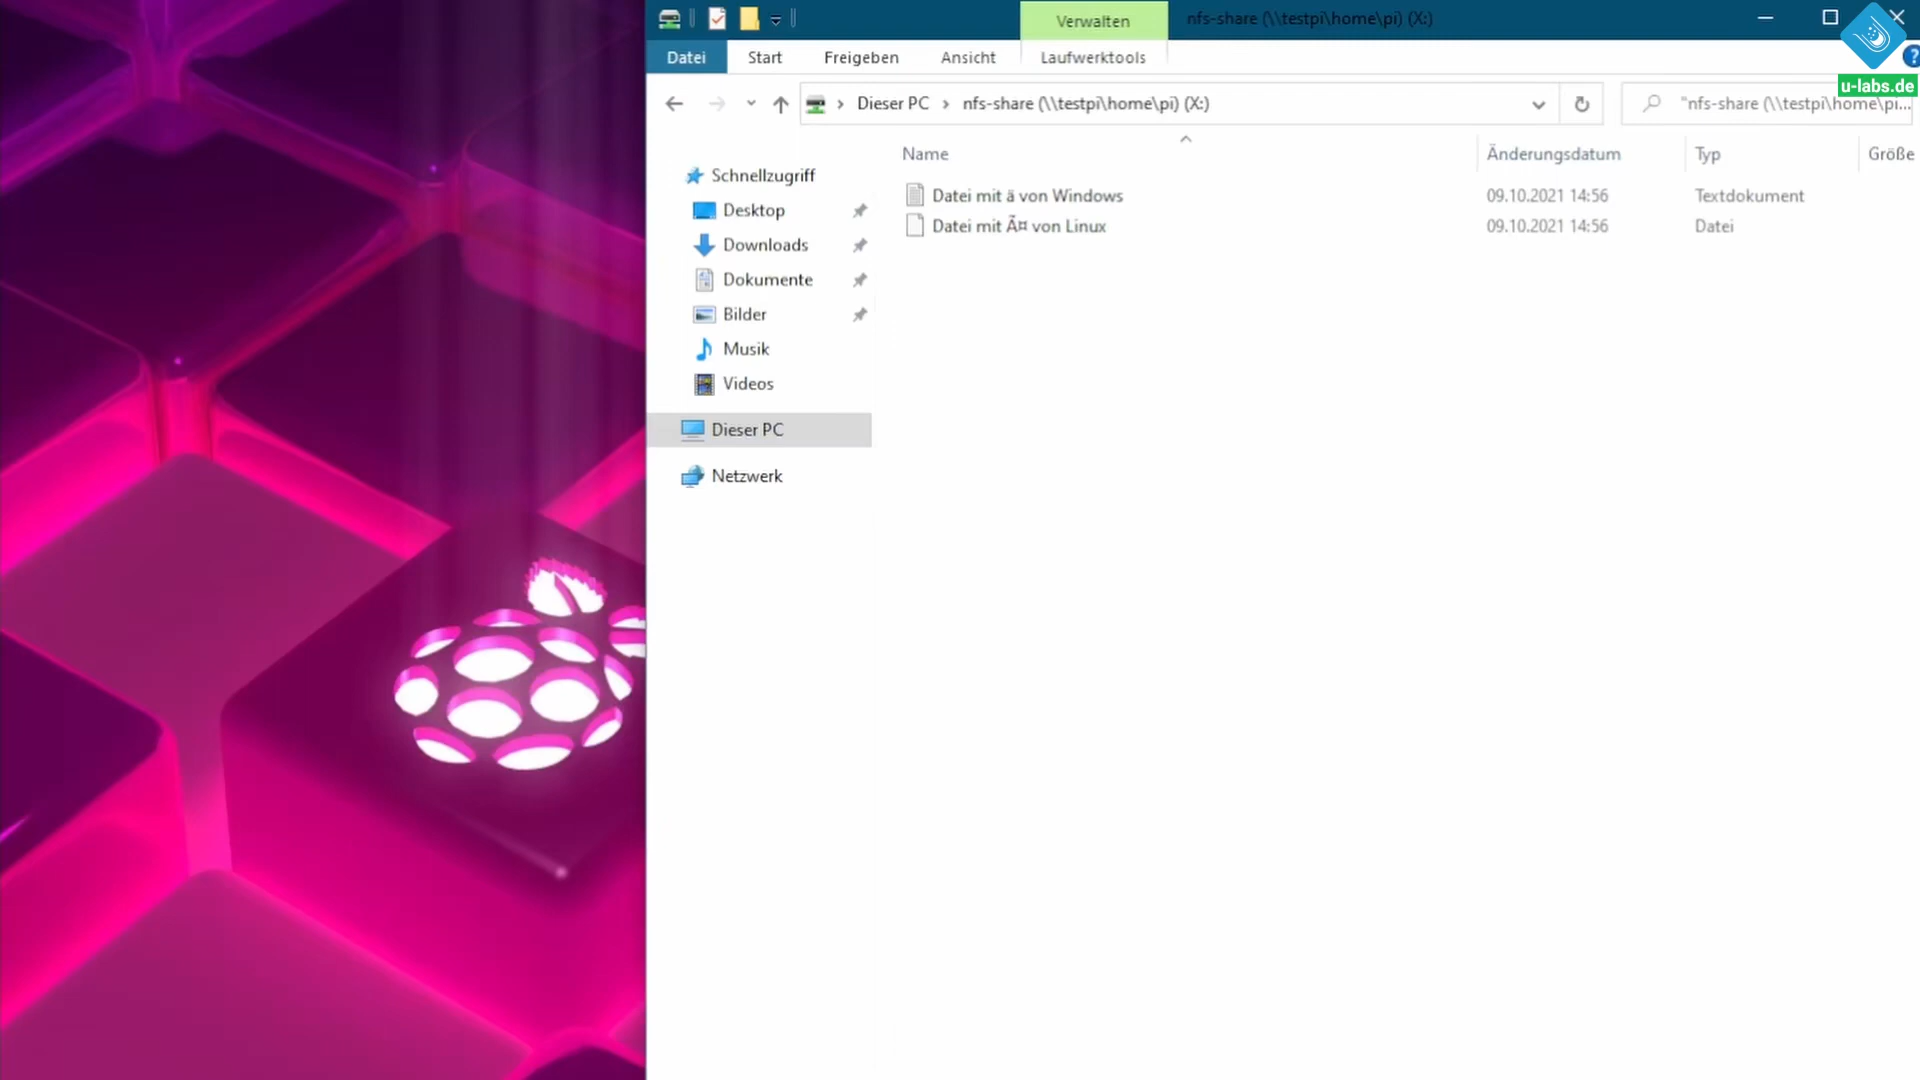 Verwalten
nfs-share (\\testpi\home\pi) (X:)
Datei
Start
Freigeben
Ansicht
Laufwerktools
u-labs.de
Dieser PC
nfs-share (\\testpi\home\pi) (X:)
"nfs-share (\\testpi\home\pi...
Name
Änderungsdatum
Typ
Größe
Schnellzugriff
Desktop
Downloads
Dokumente
Bilder
Musik
Videos
Dieser PC
Netzwerk
Datei mit ä von Windows
09.10.2021 14:56
Textdokument
Datei mit Ã¤ von Linux
09.10.2021 14:56
Datei